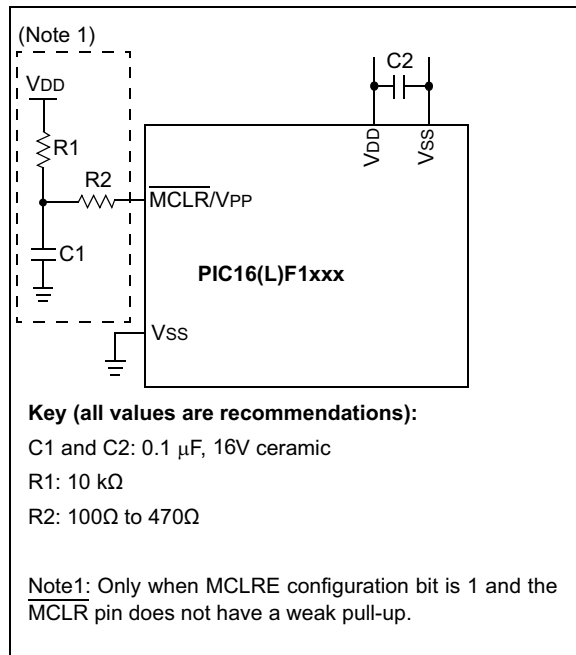 (Note 1)
VDD
R1
R2
C1
C2
VDD
VSS
MCLR/VPP
PIC16(L)F1xxx
VSS
Key (all values are recommendations):
C1 and C2: 0.1 μF, 16V ceramic
R1: 10 kΩ
R2: 100Ω to 470Ω
Note1: Only when MCLRE configuration bit is 1 and the
MCLR pin does not have a weak pull-up.